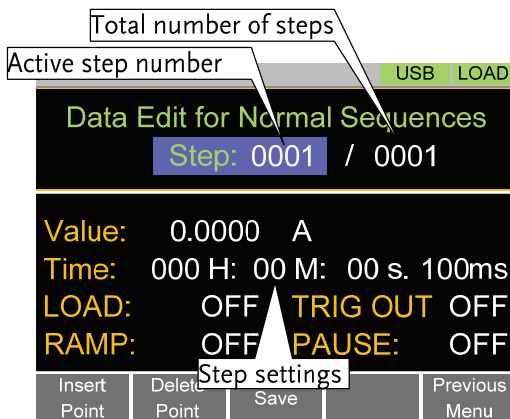 Total number of steps
Active step number
USB LOAD
Data Edit for Normal Sequences
Step: 0001 / 0001
Value: 0.0000 A
Time: 000 H: 00 M: 00 s. 100ms
LOAD: OFF TRIG OUT OFF
RAMP: OFF PAUSE: OFF
Step settings
Insert Point
Delete Point
Save
Previous Menu